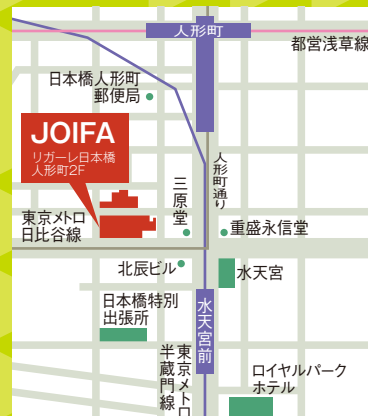 人形町
都営浅草線
日本橋人形町
郵便局
JOIFA
リガーレ日本橋
人形町2F
人形町通り
三原堂
東京メトロ
日比谷線
重盛永信堂
北辰ビル
水天宮
日本橋特別
出張所
水天宮前
東京メトロ
半蔵門線
ロイヤルパーク
ホテル